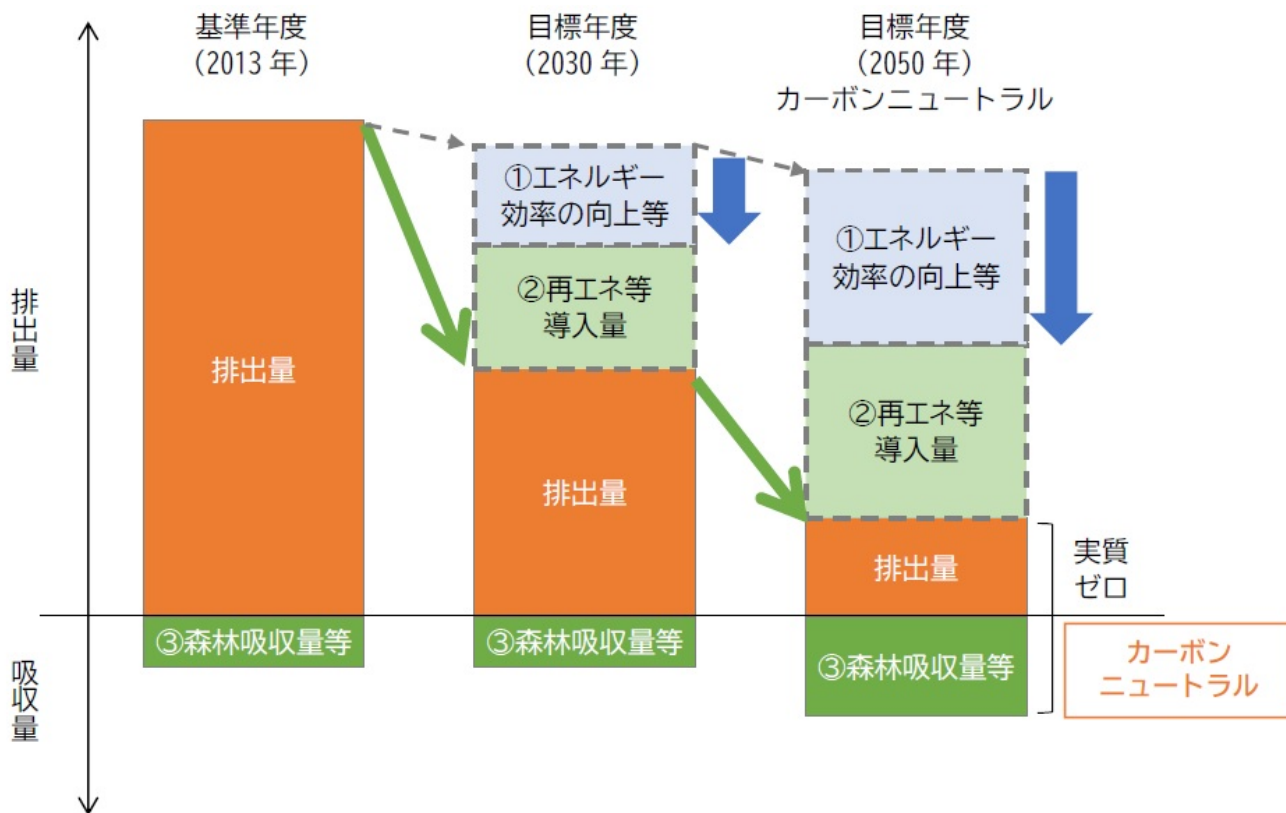 基準年度
（2013 年）
目標年度
（2030 年）
目標年度
（2050 年）
カーボンニュートラル
排出量
吸収量
排出量
③森林吸収量等
①エネルギー
効率の向上等
②再エネ等
導入量
排出量
③森林吸収量等
①エネルギー
効率の向上等
②再エネ等
導入量
排出量
③森林吸収量等
実質
ゼロ
カーボン
ニュートラル